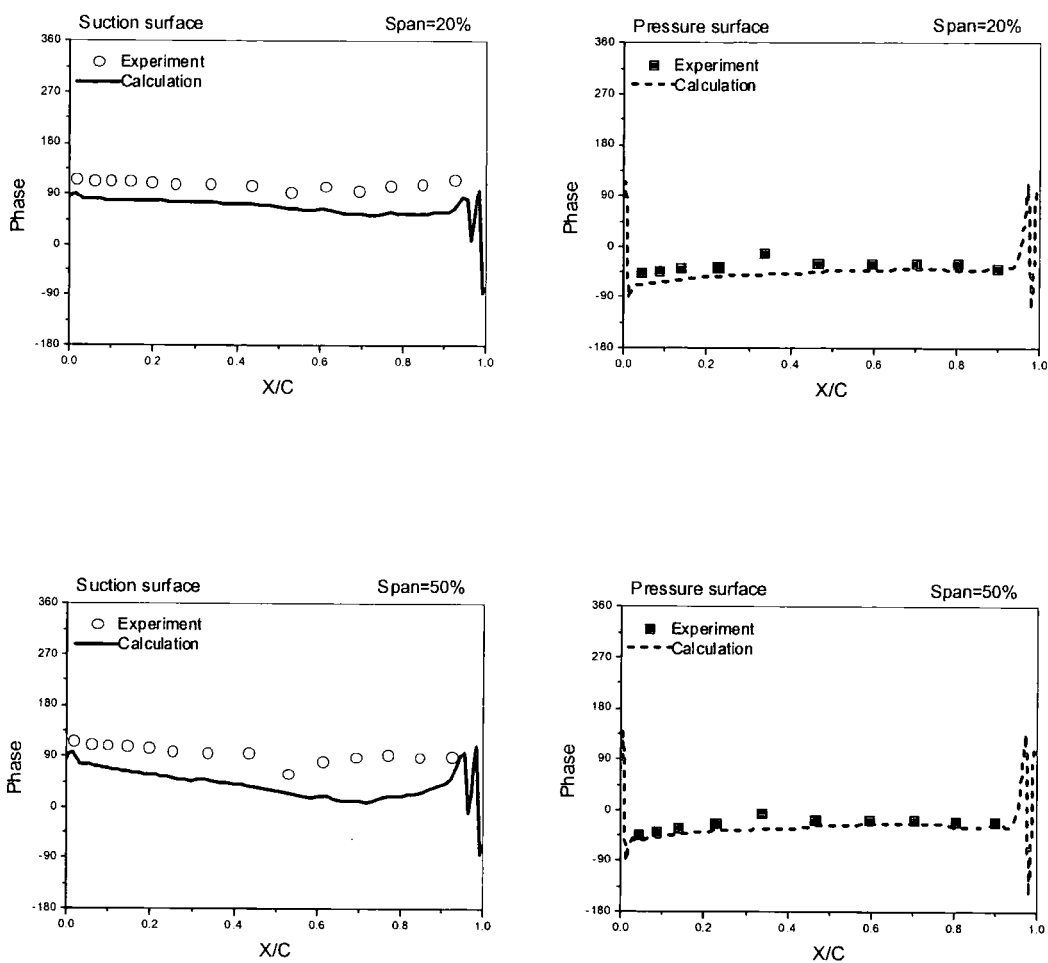 Suction surface Span=20%
360
270
180
90
0
-90
-180
Phase
Experiment
Calculation
0.0 0.2 0.4 0.6 0.8 1.0
X/C
Pressure surface Span=20%
360
270
180
90
0
-90
-180
Phase
Experiment
Calculation
0.0 0.2 0.4 0.6 0.8 1.0
X/C
Suction surface Span=50%
360
270
180
90
0
-90
-180
Phase
Experiment
Calculation
0.0 0.2 0.4 0.6 0.8 1.0
X/C
Pressure surface Span=50%
360
270
180
90
0
-90
-180
Phase
Experiment
Calculation
0.0 0.2 0.4 0.6 0.8 1.0
X/C